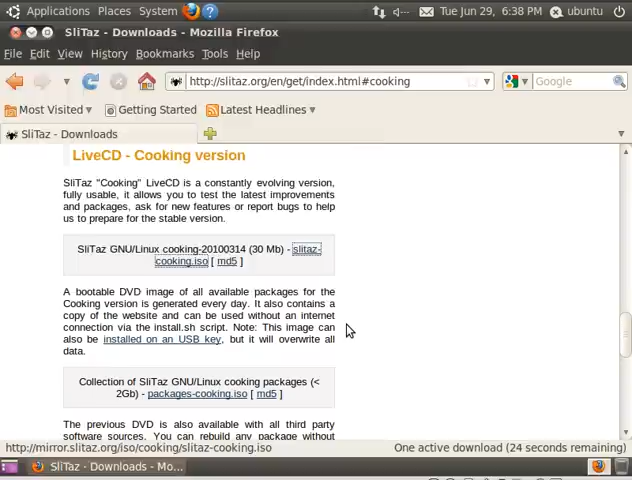 Applications Places System Tue Jun 29, 6:38 PM ubuntu
SliTaz - Downloads - Mozilla Firefox
File Edit View History Bookmarks Tools Help
http://slitaz.org/en/get/index.html#cooking Google
Most Visited Getting Started Latest Headlines
SliTaz - Downloads
LiveCD - Cooking version
SliTaz "Cooking" LiveCD is a constantly evolving version,
fully usable, it allows you to test the latest improvements
and packages, ask for new features or report bugs to help
us to prepare for the stable version.
SliTaz GNU/Linux cooking-20100314 (30 Mb) - slitaz-
cooking.iso [ md5 ]
A bootable DVD image of all available packages for the
Cooking version is generated every day. It also contains a
copy of the website and can be used without an internet
connection via the install.sh script. Note: This image can
also be installed on an USB key, but it will overwrite all
data.
Collection of SliTaz GNU/Linux cooking packages (<
2Gb) - packages-cooking.iso [ md5 ]
The previous DVD is also available with all third party
software sources. You can rebuild any package without
http://mirror.slitaz.org/iso/cooking/slitaz-cooking.iso One active download (24 seconds remaining)
SliTaz - Downloads - Mo...